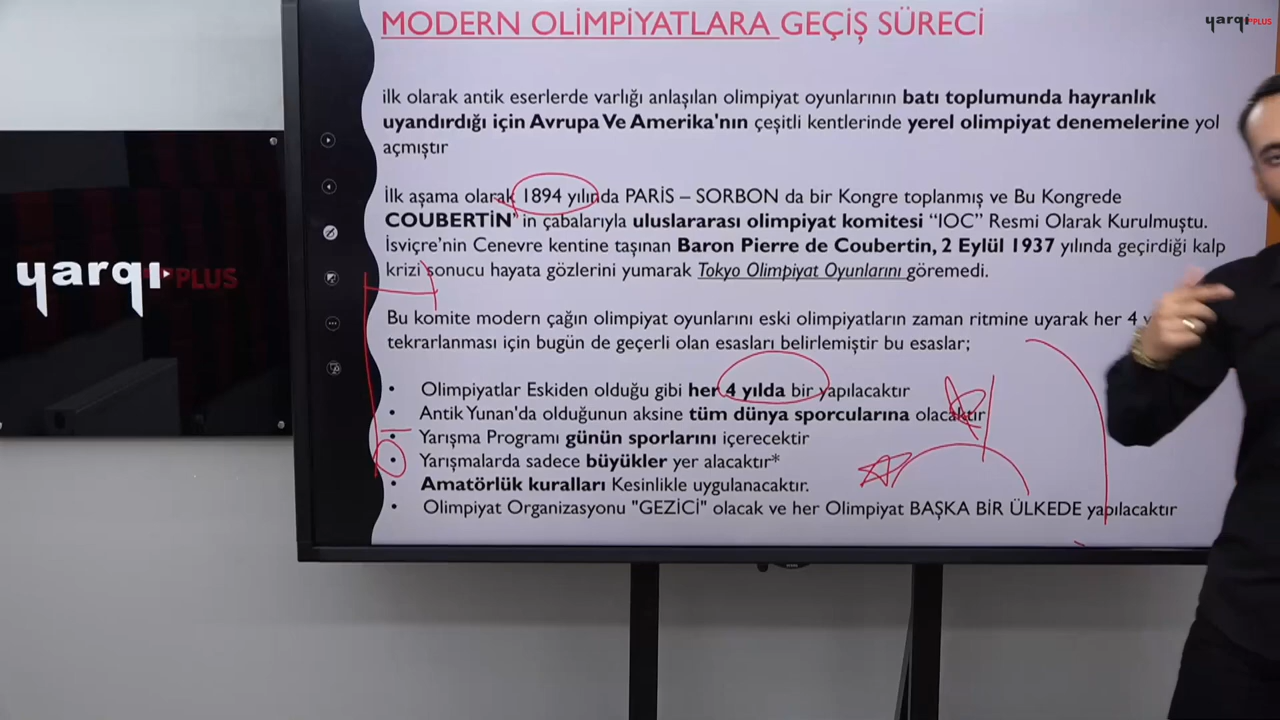 MODERN OLİMPİYATLARA GEÇİŞ SÜRECİ
yarqı PLUS
ilk olarak antik eserlerde varlığı anlaşılan olimpiyat oyunlarının batı toplumunda hayranlık
uyandırdığı için Avrupa Ve Amerika'nın çeşitli kentlerinde yerel olimpiyat denemelerine yol
açmıştır
İlk aşama olarak 1894 yılında PARİS – SORBON da bir Kongre toplanmış ve Bu Kongrede
COUBERTİN' in çabalarıyla uluslararası olimpiyat komitesi “IOC” Resmi Olarak Kurulmuştu.
İsviçre’nin Cenevre kentine taşınan Baron Pierre de Coubertin, 2 Eylül 1937 yılında geçirdiği kalp
krizi sonucu hayata gözlerini yumarak Tokyo Olimpiyat Oyunlarını göremedi.
yarqı PLUS
Bu komite modern çağın olimpiyat oyunlarını eski olimpiyatların zaman ritmine uyarak her 4
tekrarlanması için bugün de geçerli olan esasları belirlemiştir bu esaslar;
• Olimpiyatlar Eskiden olduğu gibi her 4 yılda bir yapılacaktır
• Antik Yunan'da olduğunun aksine tüm dünya sporcularına olacaktır
• Yarışma Programı günün sporlarını içerecektir
• Yarışmalarda sadece büyükler yer alacaktır*
• Amatörlük kuralları Kesinlikle uygulanacaktır.
• Olimpiyat Organizasyonu "GEZİCİ" olacak ve her Olimpiyat BAŞKA BİR ÜLKEDE yapılacaktır